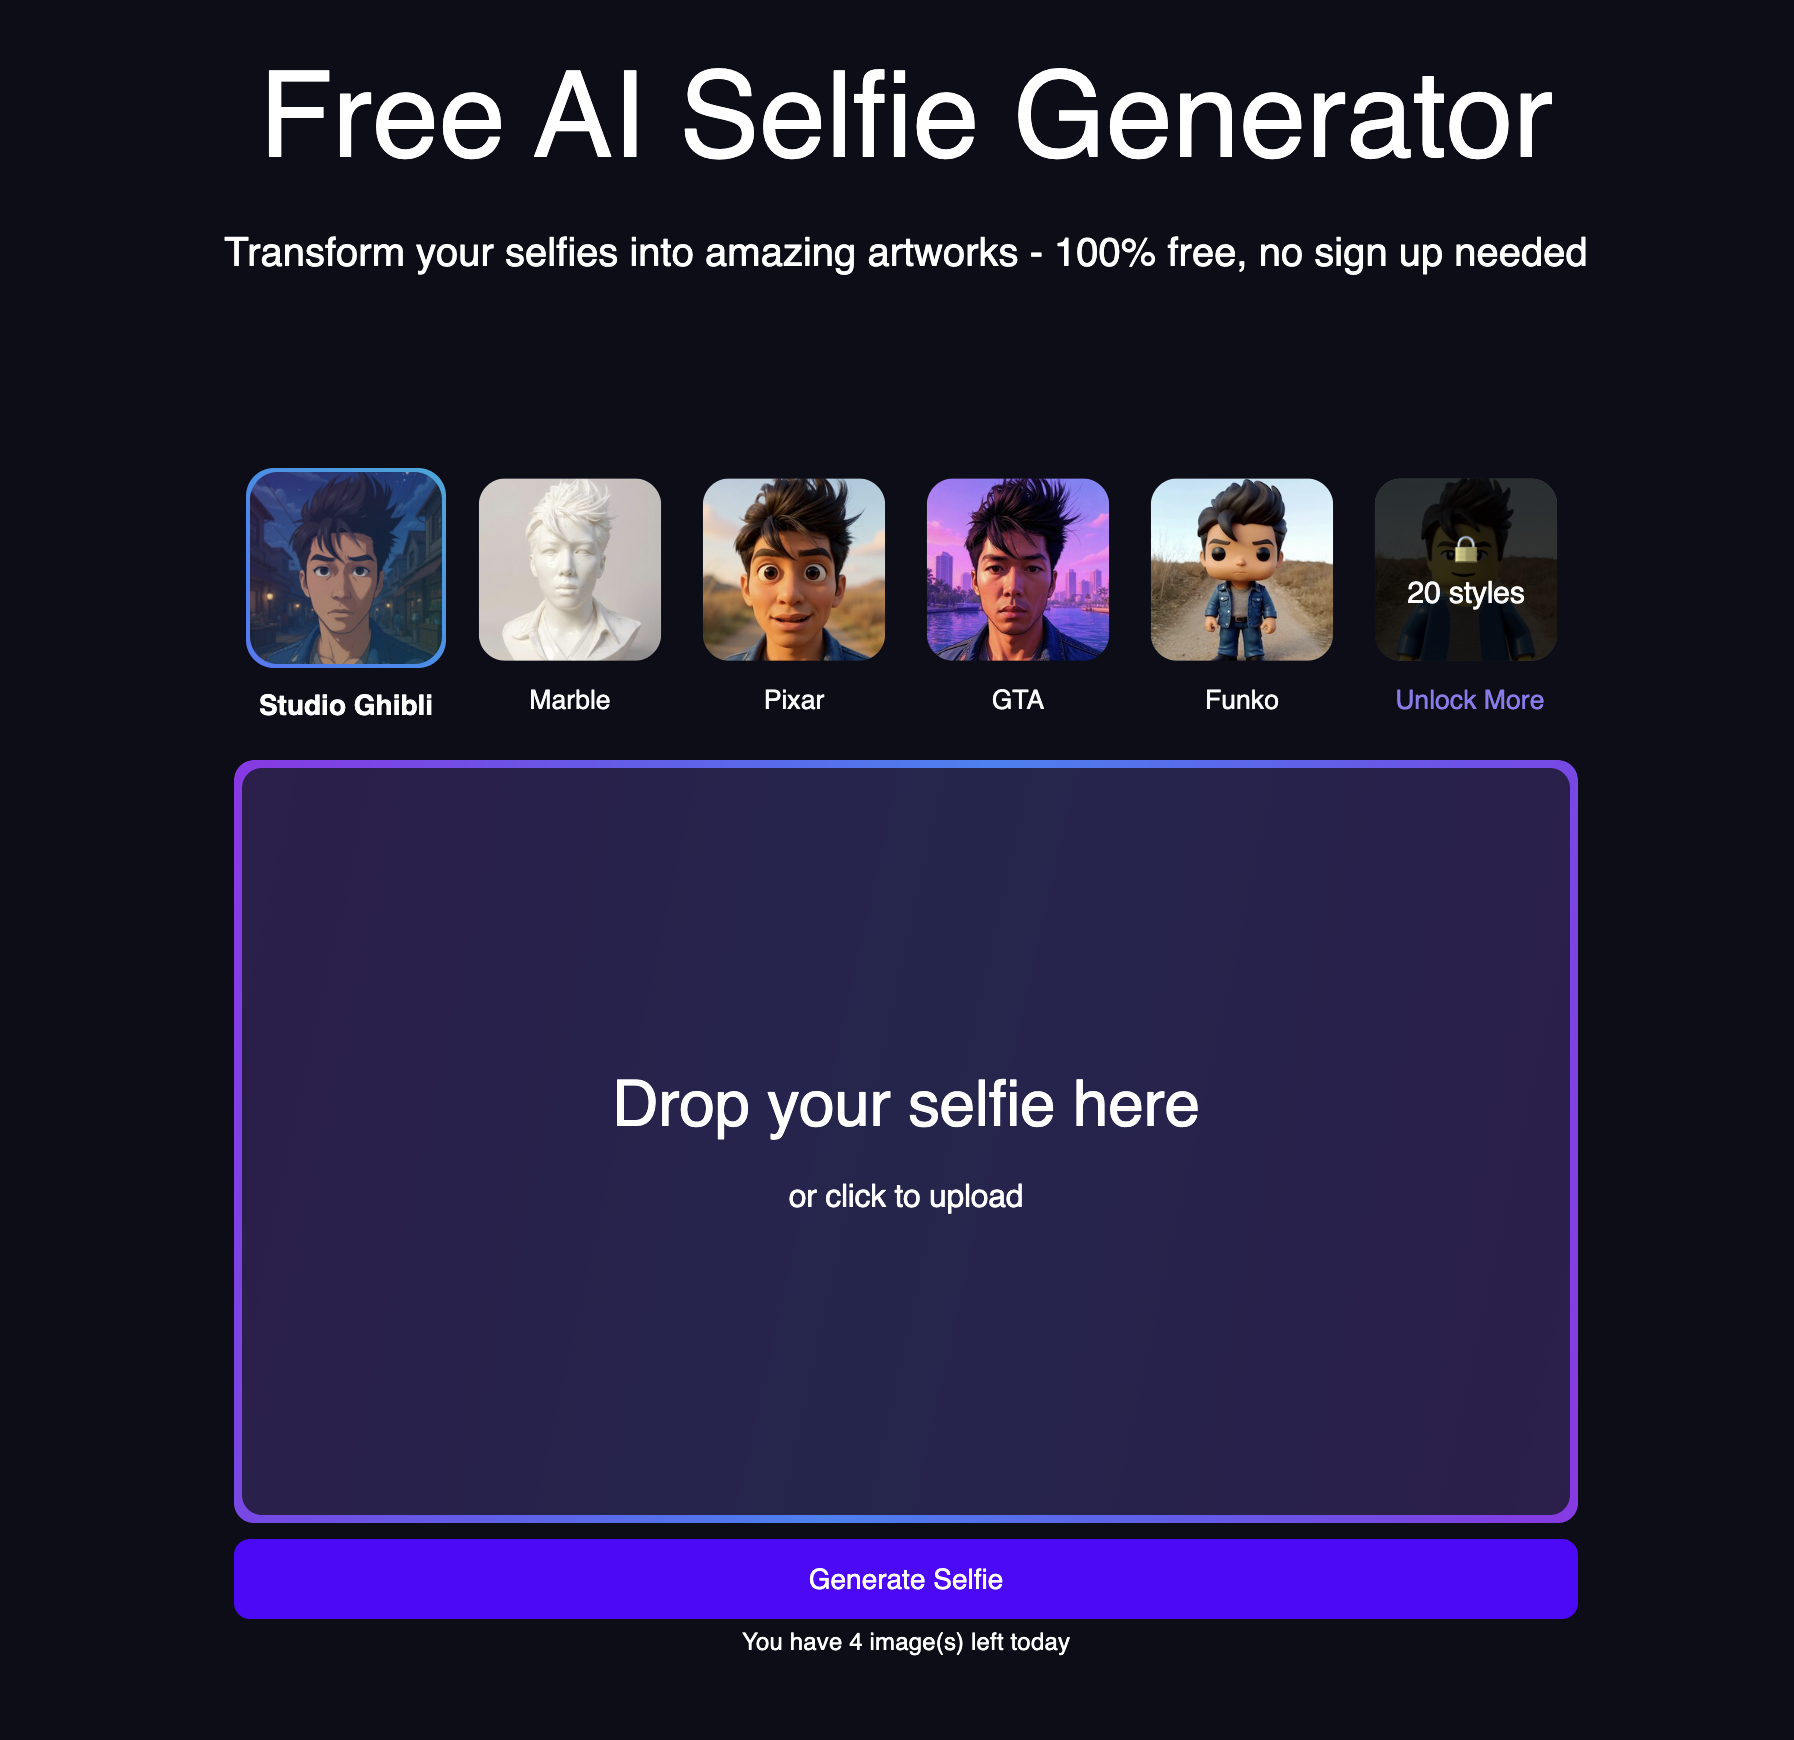 Free AI Selfie Generator
Transform your selfies into amazing artworks - 100% free, no sign up needed
20 styles
Studio Ghibli
Marble
Pixar
GTA
Funko
Unlock More
Drop your selfie here
or click to upload
Generate Selfie
You have 4 image(s) left today